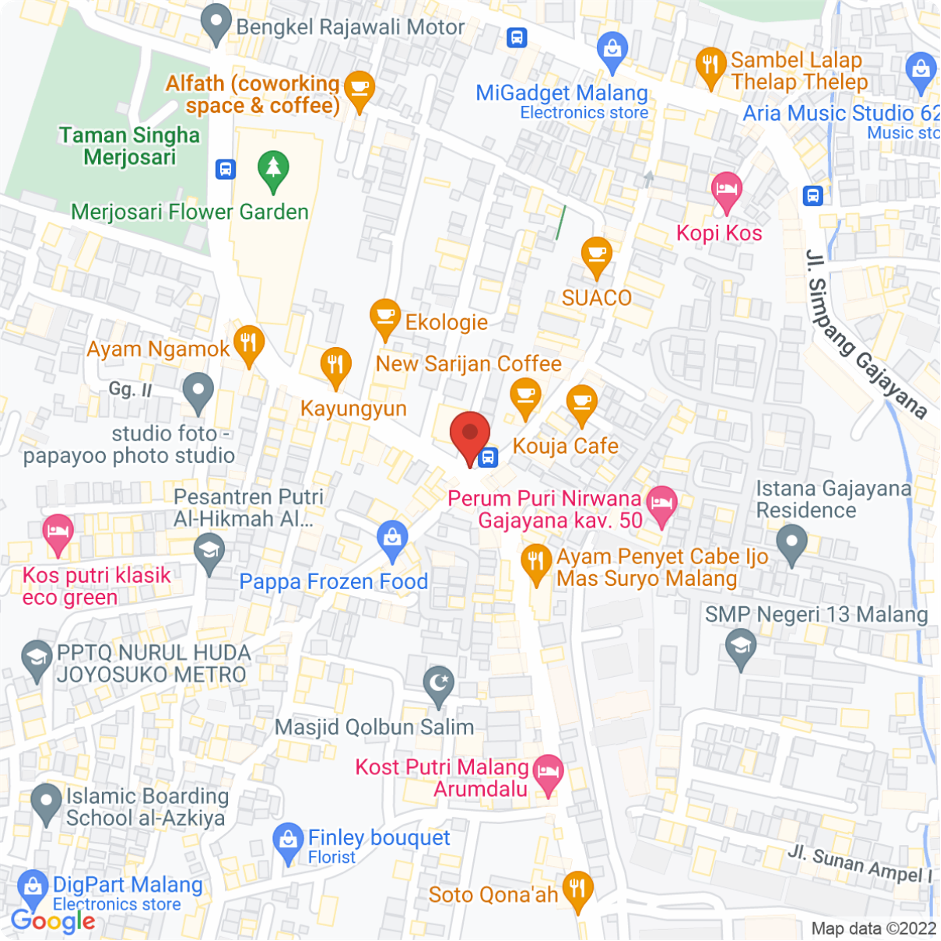 Bengkel Rajawali Motor
Sambel Lalap
Thelap Thelep
Alfath (coworking
space & coffee)
MiGadget Malang
Electronics store
Aria Music Studio 62
Music sto
Taman Singha
Merjosari
Merjosari Flower Garden
Kopi Kos
SUACO
Jl. Simpang Gajayana
Ekologie
Ayam Ngamok
New Sarijan Coffee
Gg. II
Kayungyun
studio foto -
papayoo photo studio
Kouja Cafe
Pesantren Putri
Al-Hikmah Al...
Perum Puri Nirwana
Gajayana kav. 50
Istana Gajayana
Residence
Kos putri klasik
eco green
Pappa Frozen Food
Ayam Penyet Cabe Ijo
Mas Suryo Malang
SMP Negeri 13 Malang
PPTQ NURUL HUDA
JOYOSUKO METRO
Masjid Qolbun Salim
Kost Putri Malang
Arumdalu
Islamic Boarding
School al-Azkiya
Finley bouquet
Florist
Jl. Sunan Ampel I
DigPart Malang
Electronics store
Soto Qona'ah
Google
Map data ©2022